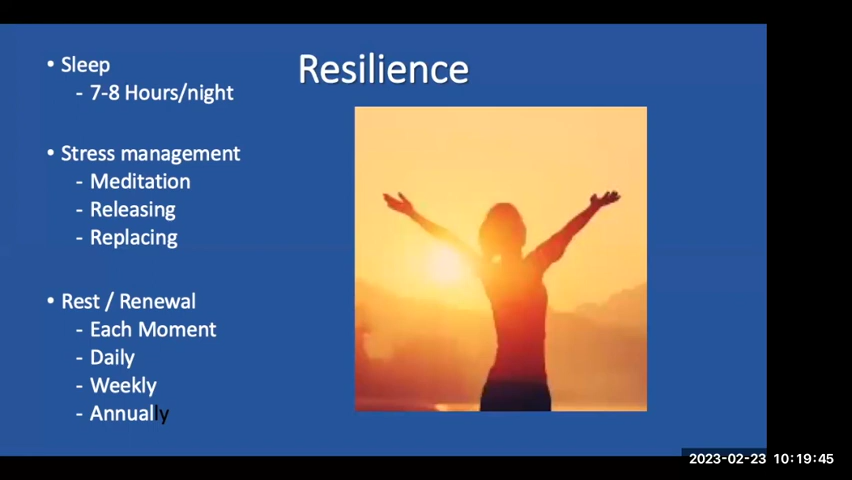 Resilience
• Sleep
- 7-8 Hours/night
• Stress management
- Meditation
- Releasing
- Replacing
• Rest / Renewal
- Each Moment
- Daily
- Weekly
- Annually
2023-02-23 10:19:45